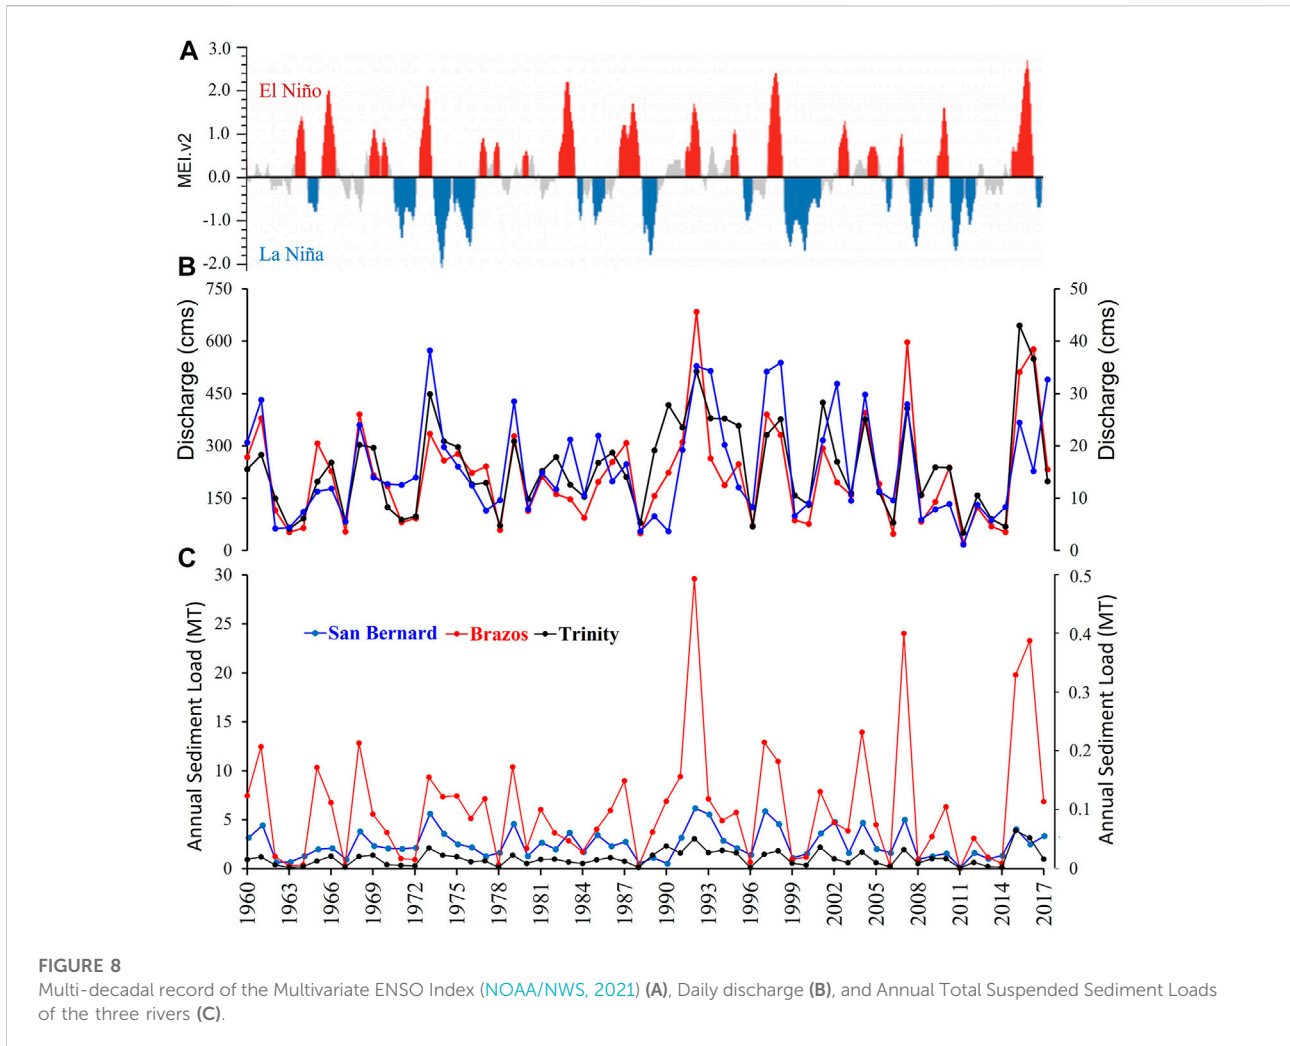 A
3.0
2.0
1.0
0.0
-1.0
-2.0
MEI.v2
El Niño
La Niña
B
750
600
450
300
150
0
Discharge (cms)
50
40
30
20
10
0
Discharge (cms)
C
30
25
20
15
10
5
0
Annual Sediment Load (MT)
0.5
0.4
0.3
0.2
0.1
0
Annual Sediment Load (MT)
San Bernard Brazos Trinity
1960 1963 1966 1969 1972 1975 1978 1981 1984 1987 1990 1993 1996 1999 2002 2005 2008 2011 2014 2017
FIGURE 8
Multi-decadal record of the Multivariate ENSO Index (NOAA/NWS, 2021) (A), Daily discharge (B), and Annual Total Suspended Sediment Loads
of the three rivers (C).